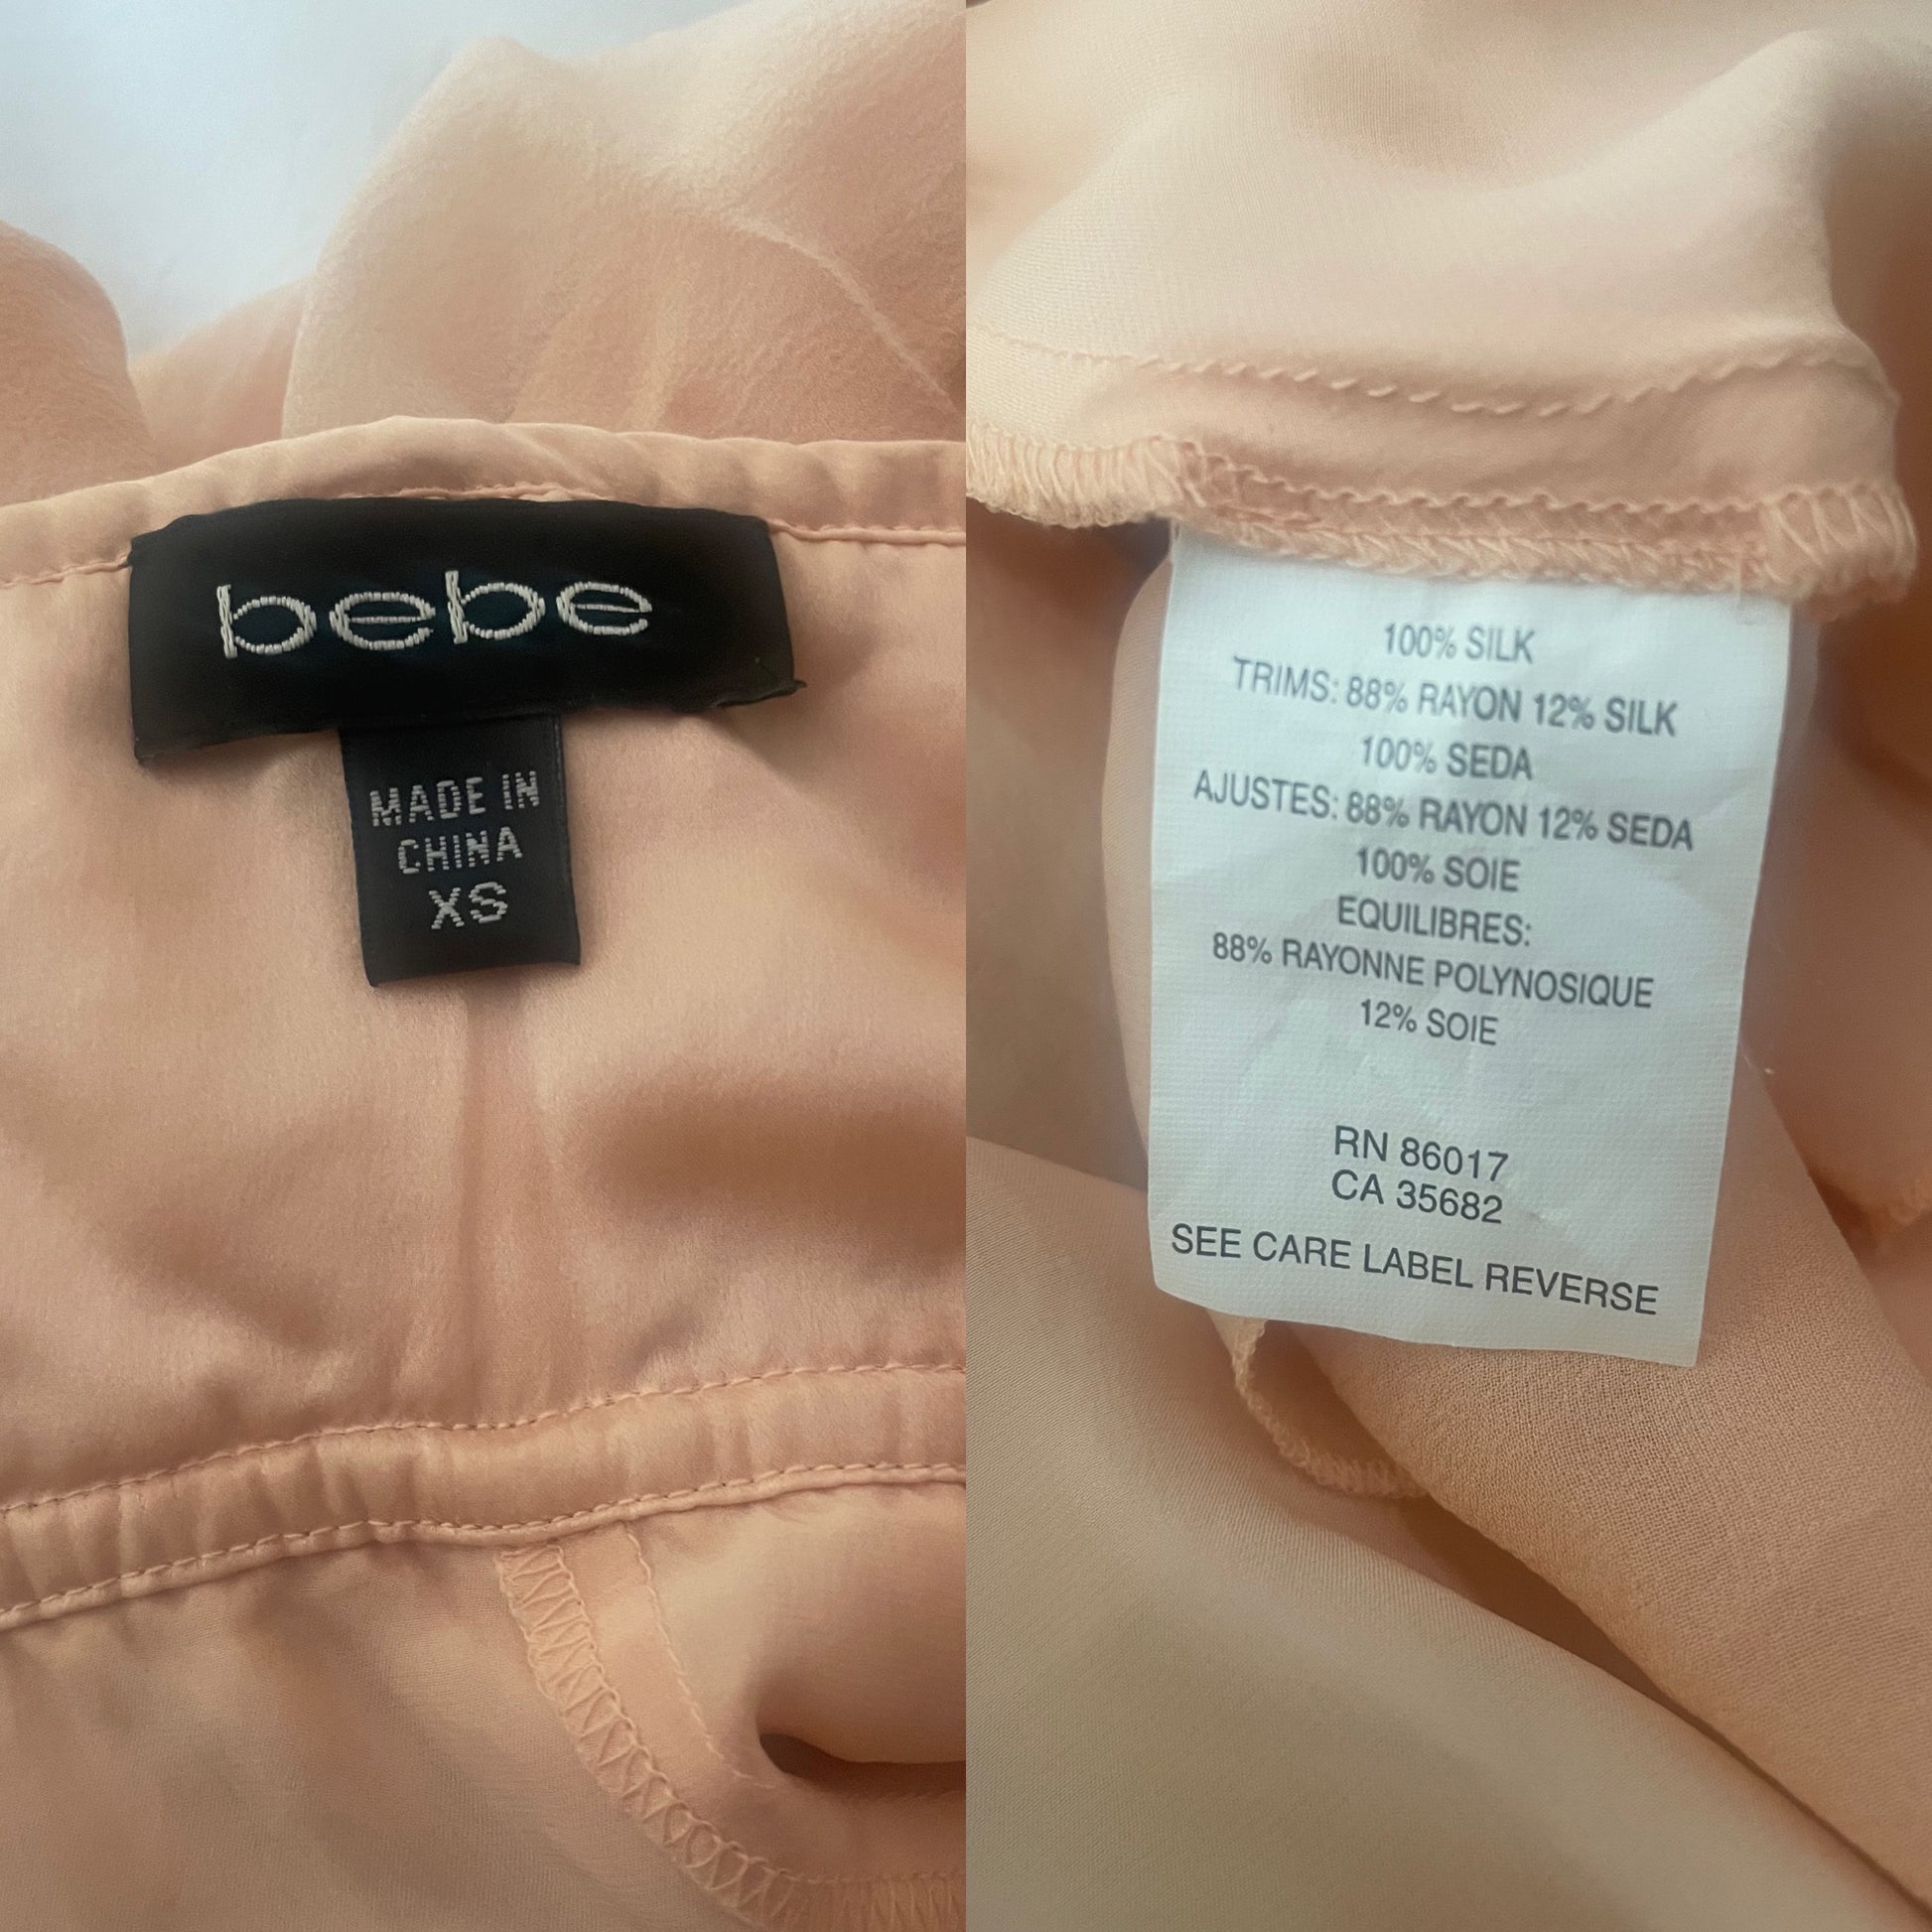 bebe
MADE IN
CHINA
XS
100% SILK
TRIMS: 88% RAYON 12% SILK
100% SEDA
AJUSTES: 88% RAYON 12% SEDA
100% SOIE
EQUILIBRES:
88% RAYONNE POLYNOSIQUE
12% SOIE
RN 86017
CA 35682
SEE CARE LABEL REVERSE